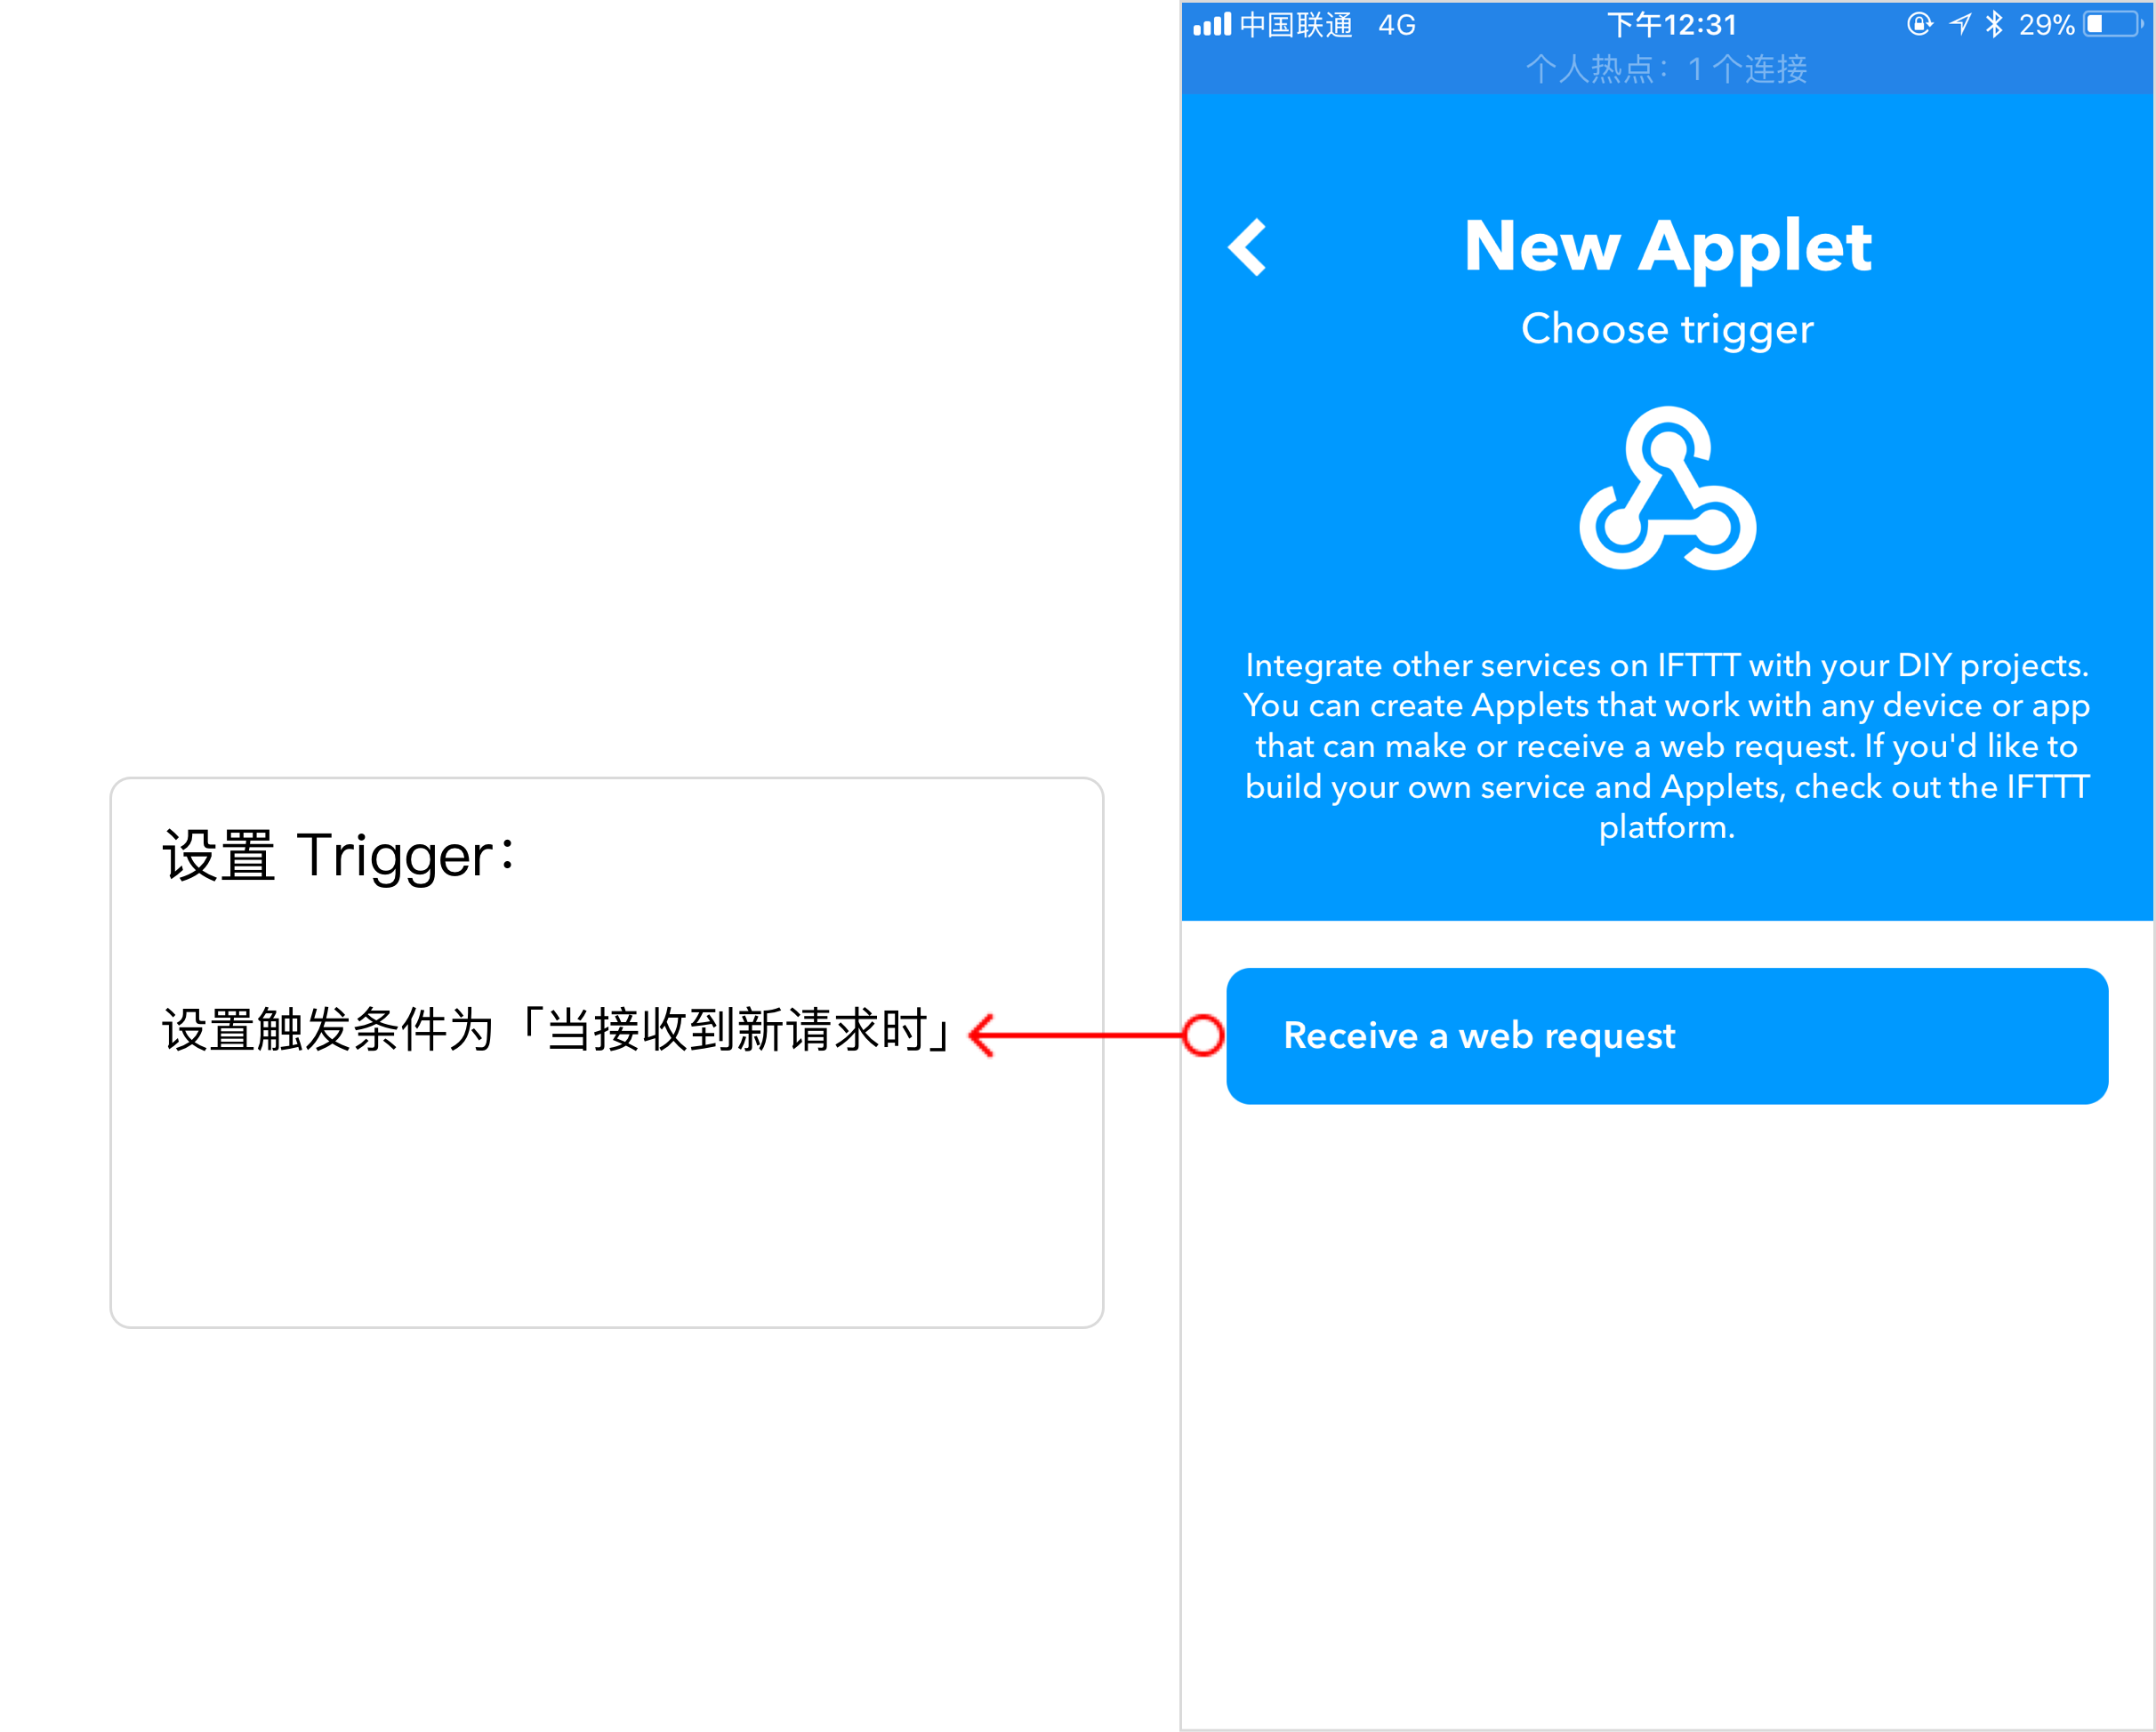 中国联通 4G 下午12:31 29%
个人热点：1 个连接
New Applet
Choose trigger
Integrate other services on IFTTT with your DIY projects.
You can create Applets that work with any device or app
that can make or receive a web request. If you'd like to
build your own service and Applets, check out the IFTTT
platform.
设置 Trigger：
设置触发条件为「当接收到新请求时」
Receive a web request